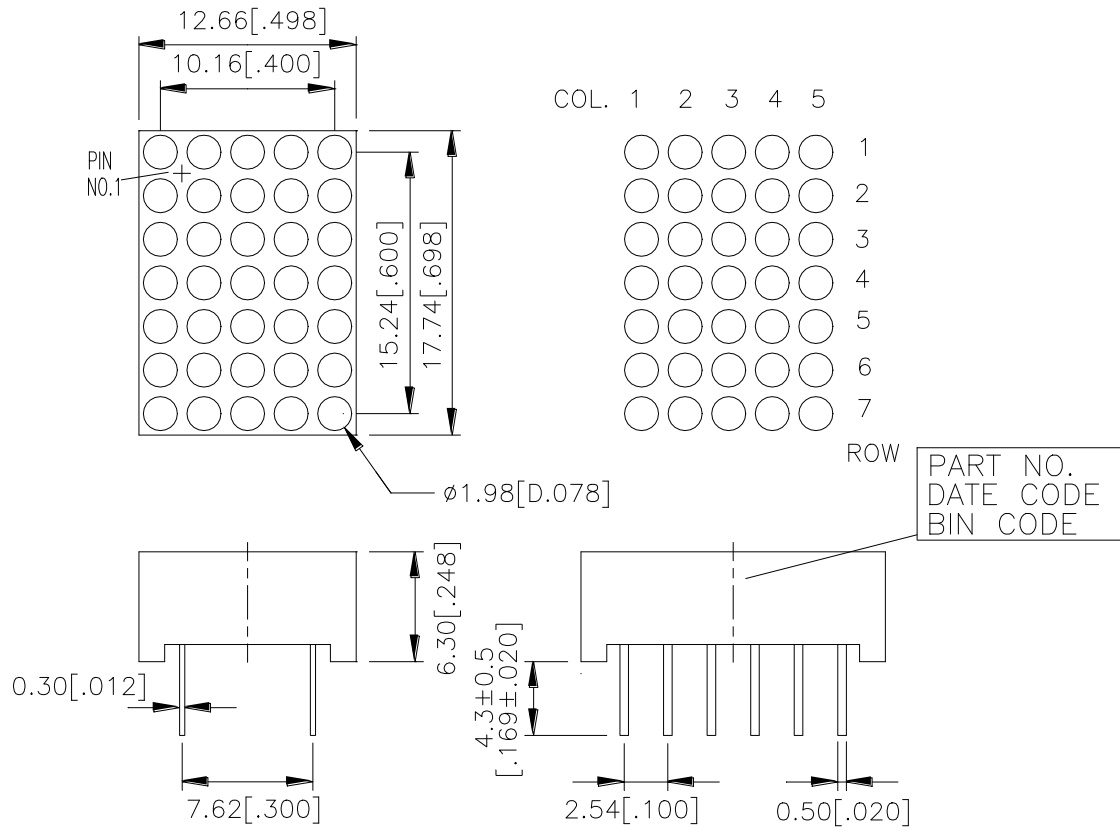 12.66[.498]
10.16[.400]
PIN
NO.1
15.24[.600]
17.74[.698]
ø1.98[D.078]
COL. 1 2 3 4 5
1
2
3
4
5
6
7
ROW
PART NO.
DATE CODE
BIN CODE
6.30[.248]
0.30[.012]
7.62[.300]
4.3±0.5
[.169±.020]
2.54[.100]
0.50[.020]